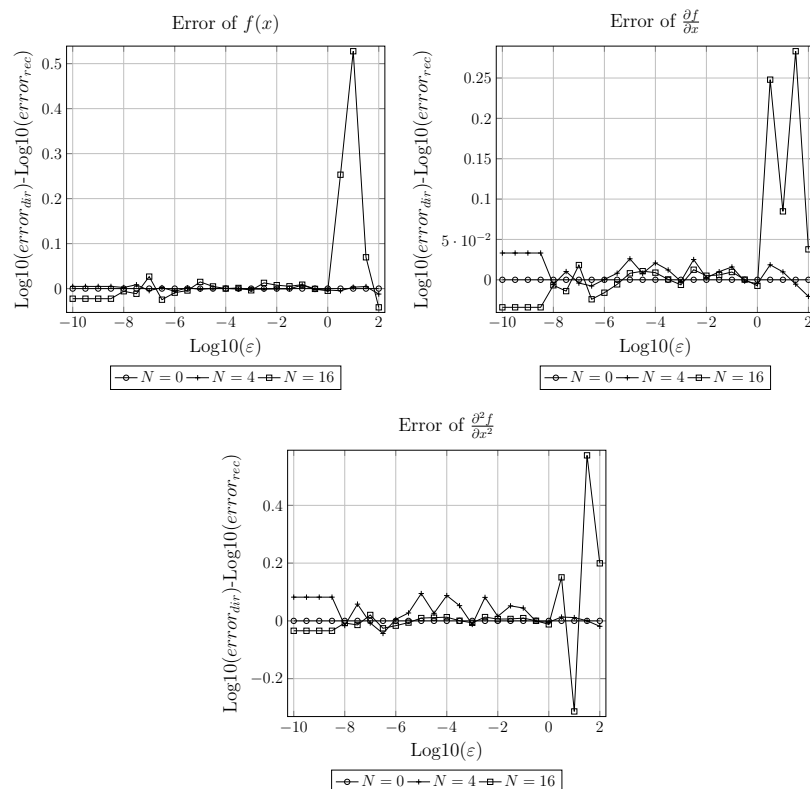 Error of f(x)
Log10(error_dir)-Log10(error_rec)
0.5
0.4
0.3
0.2
0.1
0
−10 −8 −6 −4 −2 0 2
Log10(ε)
N = 0 N = 4 N = 16
Error of ∂f/∂x
Log10(error_dir)-Log10(error_rec)
0.25
0.2
0.15
0.1
5 · 10^−2
0
−10 −8 −6 −4 −2 0 2
Log10(ε)
N = 0 N = 4 N = 16
Error of ∂²f/∂x²
Log10(error_dir)-Log10(error_rec)
0.4
0.2
0
−0.2
−10 −8 −6 −4 −2 0 2
Log10(ε)
N = 0 N = 4 N = 16